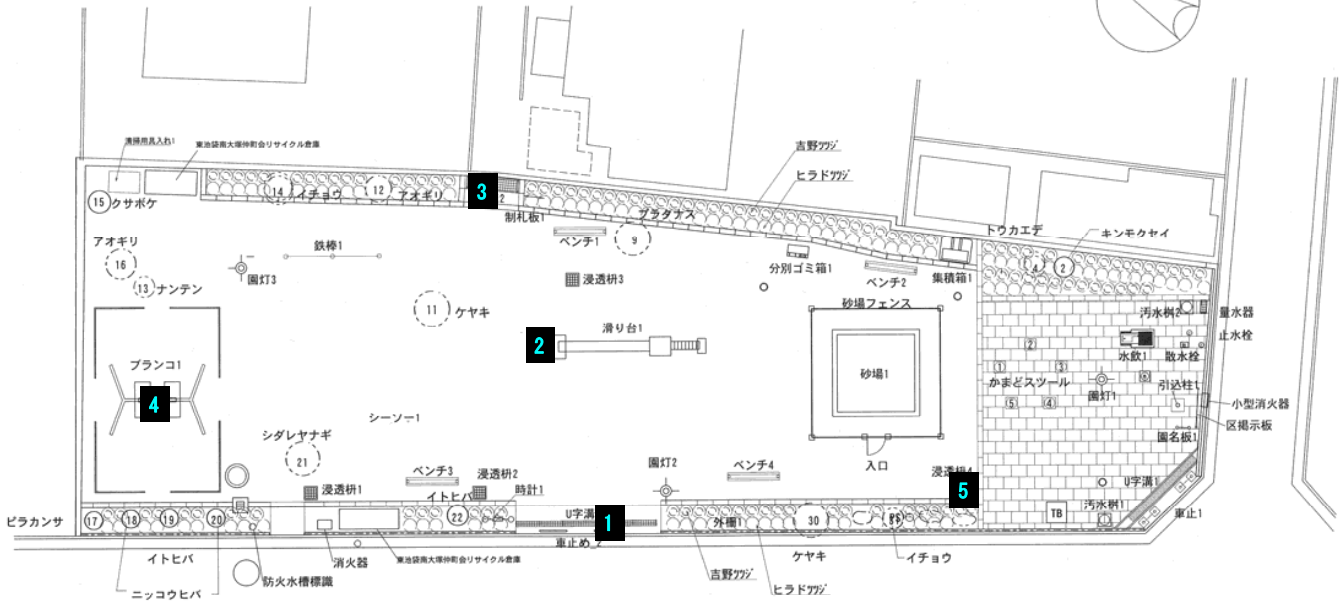 吉野ツツジ
ヒラドツツジ
清掃用具入れ1
東池袋南大塚仲町会リサイクル倉庫
3
14
イチョウ
12
アオギリ
15
クサボケ
制札板1
プラタナス
トウカエデ
キンモクセイ
4
2
ベンチ1
9
アオギリ
16
鉄棒1
園灯3
13
ナンテン
浸透枡3
分別ゴミ箱1
ベンチ2
集積箱1
11
ケヤキ
砂場フェンス
汚水桝2
量水器
滑り台1
2
止水栓
水飲1
散水栓
2
1
3
かまどスツール
6
ブランコ1
4
砂場1
5
4
園灯1
引込柱1
小型消火器
区掲示板
シーソー1
園名板1
シダレヤナギ
21
入口
園灯2
ベンチ3
浸透枡2
ベンチ4
浸透枡4
5
浸透枡1
イトヒバ
時計1
U字溝1
ピラカンサ
17
18
19
20
22
U字溝
1
外柵1
30
TB
汚水樹1
車止1
車止め_2
イトヒバ
消火器
東池袋南大塚仲町会リサイクル倉庫
ケヤキ
イチョウ
防火水槽標識
ニッコウヒバ
吉野ツツジ
ヒラドツツジ